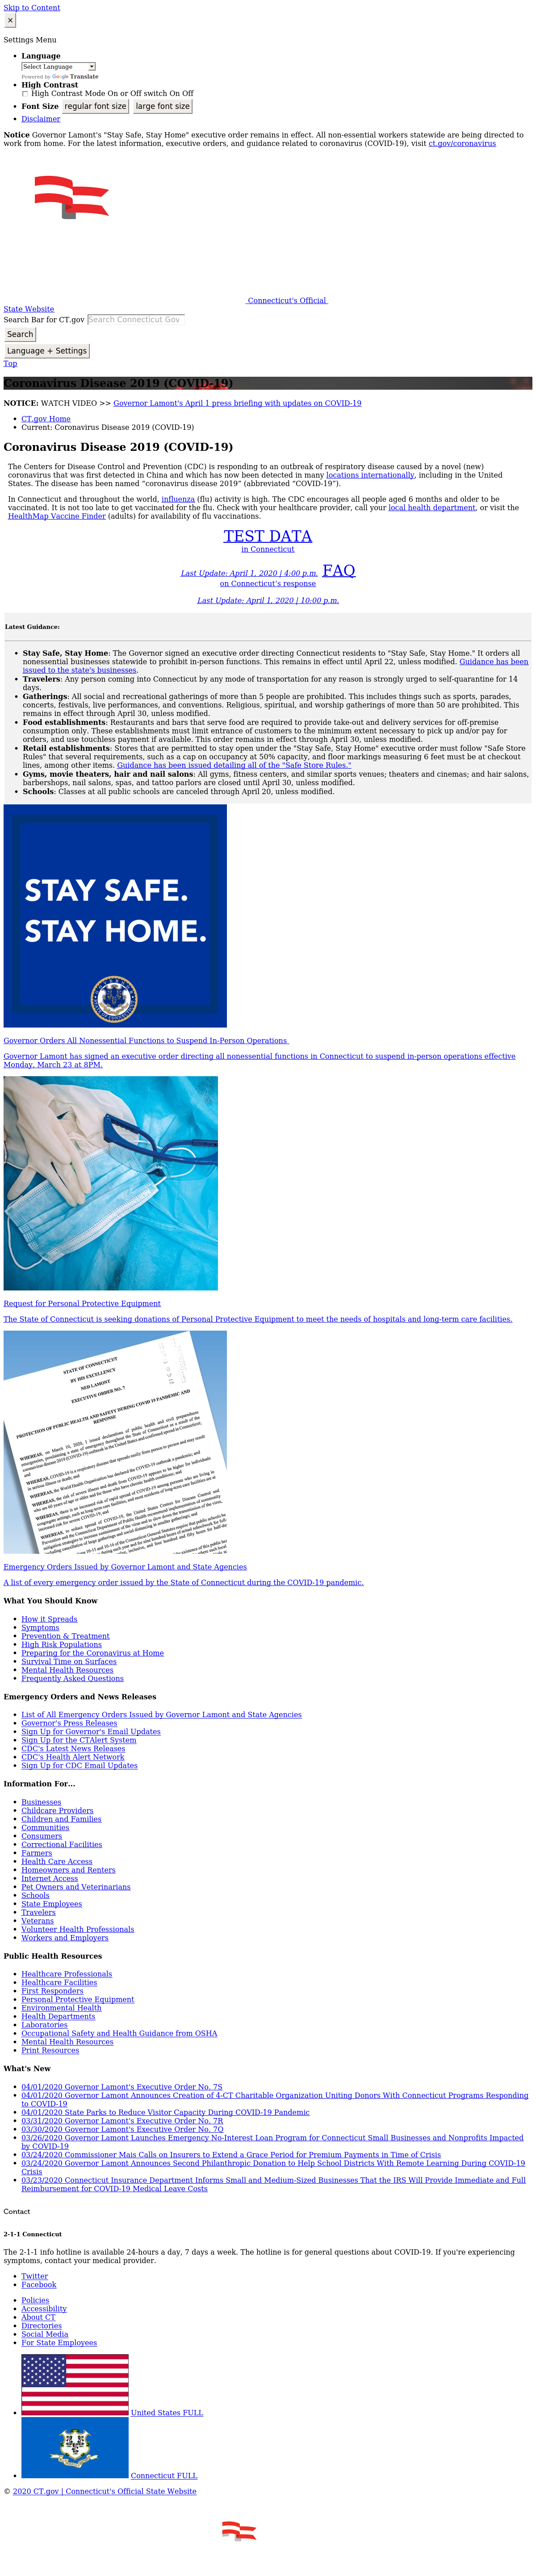 Skip to Content
×
Settings Menu
Language
Select Language
Powered by Google Translate
High Contrast
High Contrast Mode On or Off switch On Off
Font Size regular font size large font size
Disclaimer
Notice Governor Lamont's "Stay Safe, Stay Home" executive order remains in effect. All non-essential workers statewide are being directed to
work from home. For the latest information, executive orders, and guidance related to coronavirus (COVID-19), visit ct.gov/coronavirus
Connecticut's Official
State Website
Search Bar for CT.gov Search Connecticut Gov
Search
Language + Settings
Top
Coronavirus Disease 2019 (COVID-19)
NOTICE: WATCH VIDEO >> Governor Lamont's April 1 press briefing with updates on COVID-19
CT.gov Home
Current: Coronavirus Disease 2019 (COVID-19)
Coronavirus Disease 2019 (COVID-19)
The Centers for Disease Control and Prevention (CDC) is responding to an outbreak of respiratory disease caused by a novel (new)
coronavirus that was first detected in China and which has now been detected in many locations internationally, including in the United
States. The disease has been named "coronavirus disease 2019" (abbreviated "COVID-19").
In Connecticut and throughout the world, influenza (flu) activity is high. The CDC encourages all people aged 6 months and older to be
vaccinated. It is not too late to get vaccinated for the flu. Check with your healthcare provider, call your local health department, or visit the
HealthMap Vaccine Finder (adults) for availability of flu vaccinations.
TEST DATA
in Connecticut
Last Update: April 1, 2020 | 4:00 p.m. FAQ
on Connecticut's response
Last Update: April 1, 2020 | 10:00 p.m.
Latest Guidance:
Stay Safe, Stay Home: The Governor signed an executive order directing Connecticut residents to "Stay Safe, Stay Home." It orders all
nonessential businesses statewide to prohibit in-person functions. This remain in effect until April 22, unless modified. Guidance has been
issued to the state's businesses.
Travelers: Any person coming into Connecticut by any mode of transportation for any reason is strongly urged to self-quarantine for 14
days.
Gatherings: All social and recreational gatherings of more than 5 people are prohibited. This includes things such as sports, parades,
concerts, festivals, live performances, and conventions. Religious, spiritual, and worship gatherings of more than 50 are prohibited. This
remains in effect through April 30, unless modified.
Food establishments: Restaurants and bars that serve food are required to provide take-out and delivery services for off-premise
consumption only. These establishments must limit entrance of customers to the minimum extent necessary to pick up and/or pay for
orders, and use touchless payment if available. This order remain in effect through April 30, unless modified.
Retail establishments: Stores that are permitted to remain open under the "Stay Safe, Stay Home" executive order must follow "Safe Store
Rules" that several requirements, such as a cap on occupancy at 50% capacity, and floor markings measuring six feet must be at checkout
lines, among other items. Guidance has been issued detailing all of the "Safe Store Rules."
Gyms, movie theaters, hair and nail salons: All gyms, fitness centers, and similar sports venues; theaters and cinemas; and hair salons,
barbershops, nail salons, spas, and tattoo parlors are closed until April 30, unless modified.
Schools: Classes at all public schools are canceled through April 20, unless modified.
STAY SAFE.
STAY HOME.
Governor Orders All Nonessential Functions to Suspend In-Person Operations
Governor Lamont has signed an executive order directing all nonessential functions in Connecticut to suspend in-person operations effective
Monday, March 23 at 8PM.
Request for Personal Protective Equipment
The State of Connecticut is seeking donations of Personal Protective Equipment to meet the needs of hospitals and long-term care facilities.
STATE OF CONNECTICUT
BY HIS EXCELLENCY
NED LAMONT
EXECUTIVE ORDER NO. 7
PROTECTION OF PUBLIC HEALTH AND SAFETY DURING COVID 19 PANDEMIC AND
RESPONSE
Emergency Orders Issued by Governor Lamont and State Agencies
A list of every emergency order issued by the State of Connecticut during the COVID-19 pandemic.
What You Should Know
How it Spreads
Symptoms
Prevention & Treatment
High Risk Populations
Preparing for the Coronavirus at Home
Survival Time on Surfaces
Mental Health Resources
Frequently Asked Questions
Emergency Orders and News Releases
List of All Emergency Orders Issued by Governor Lamont and State Agencies
Governor's Press Releases
Sign Up for Governor's Email Updates
Sign Up for the CTAlert System
CDC's Latest News Releases
CDC's Health Alert Network
Sign Up for CDC Email Updates
Information For...
Businesses
Childcare Providers
Children and Families
Communities
Consumers
Correctional Facilities
Farmers
Health Care Access
Homeowners and Renters
Internet Access
Pet Owners and Veterinarians
Schools
State Employees
Travelers
Veterans
Volunteer Health Professionals
Workers and Employers
Public Health Resources
Healthcare Professionals
Healthcare Facilities
First Responders
Personal Protective Equipment
Environmental Health
Health Departments
Laboratories
Occupational Safety and Health Guidance from OSHA
Mental Health Resources
Print Resources
What's New
04/01/2020 Governor Lamont's Executive Order No. 7S
04/01/2020 Governor Lamont Announces Creation of 4-CT Charitable Organization Uniting Donors With Connecticut Programs Responding
to COVID-19
04/01/2020 State Parks to Reduce Visitor Capacity During COVID-19 Pandemic
03/31/2020 Governor Lamont's Executive Order No. 7R
03/30/2020 Governor Lamont's Executive Order No. 7Q
03/26/2020 Governor Lamont Launches Emergency No-Interest Loan Program for Connecticut Small Businesses and Nonprofits Impacted
by COVID-19
03/24/2020 Commissioner Mais Calls on Insurers to Extend a Grace Period for Premium Payments in Time of Crisis
03/24/2020 Governor Lamont Announces Second Philanthropic Donation to Help School Districts With Remote Learning During COVID-19
Crisis
03/23/2020 Connecticut Insurance Department Informs Small and Medium-Sized Businesses That the IRS Will Provide Immediate and Full
Reimbursement for COVID-19 Medical Leave Costs
Contact
2-1-1 Connecticut
The 2-1-1 info hotline is available 24-hours a day, 7 days a week. The hotline is for general questions about COVID-19. If you're experiencing
symptoms, contact your medical provider.
Twitter
Facebook
Policies
Accessibility
About CT
Directories
Social Media
For State Employees
United States FULL
Connecticut FULL
© 2020 CT.gov | Connecticut's Official State Website